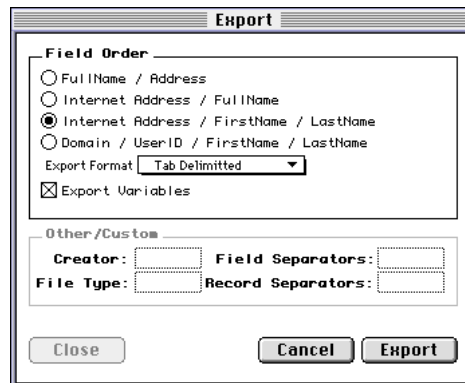 Export
Field Order
FullName / Address
Internet Address / FullName
Internet Address / FirstName / LastName
Domain / UserID / FirstName / LastName
Export Format Tab Delimitted
Export Variables
Other/Custom
Creator: Field Separators:
File Type: Record Separators:
Close Cancel Export